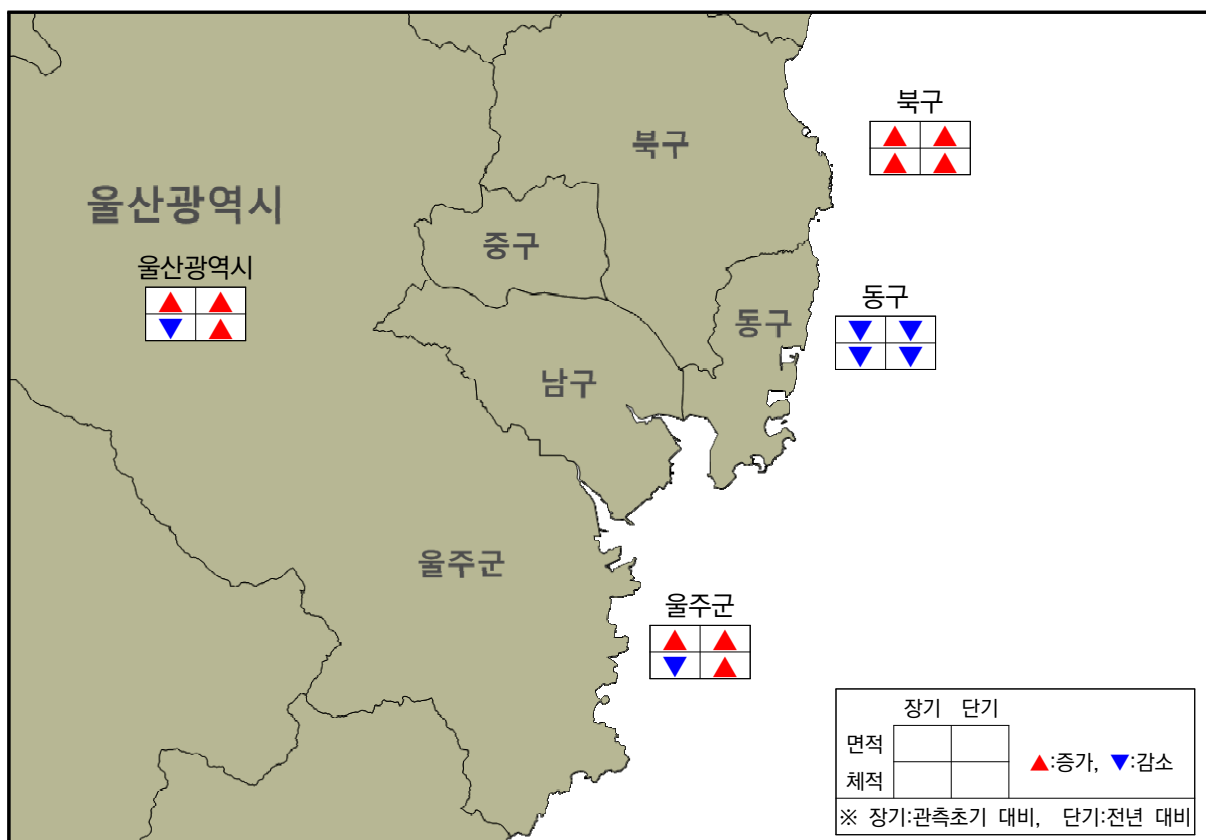 북구
▲ ▲
▲ ▲
북구
울산광역시
중구
울산광역시
▲ ▲
▼ ▲
동구
▼ ▼
▼ ▼
동구
남구
울주군
울주군
▲ ▲
▼ ▲
장기 단기
면적
▲:증가, ▼:감소
체적
※ 장기:관측초기 대비, 단기:전년 대비